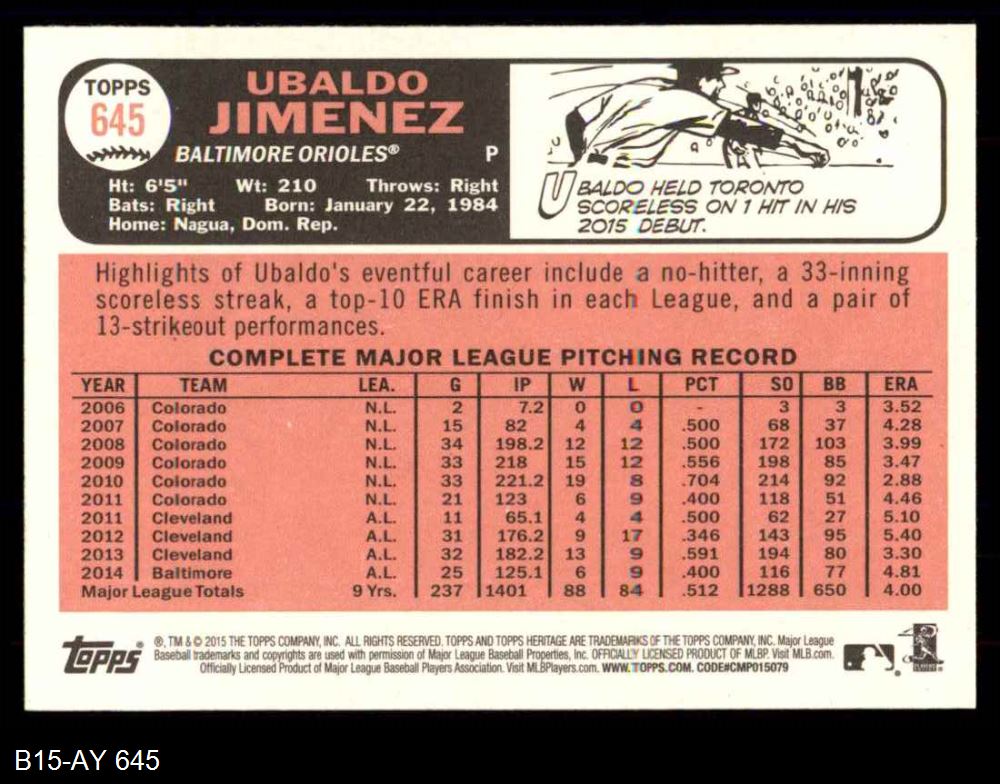 TOPPS
645
UBALDO
JIMENEZ
BALTIMORE ORIOLES® P
Ht: 6'5" Wt: 210 Throws: Right
Bats: Right Born: January 22, 1984
Home: Nagua, Dom. Rep.
UBALDO HELD TORONTO
SCORELESS ON 1 HIT IN HIS
2015 DEBUT.
Highlights of Ubaldo's eventful career include a no-hitter, a 33-inning
scoreless streak, a top-10 ERA finish in each League, and a pair of
13-strikeout performances.
COMPLETE MAJOR LEAGUE PITCHING RECORD
YEAR TEAM LEA. G IP W L PCT SO BB ERA
2006 Colorado N.L. 2 7.2 0 0 - 3 3 3.52
2007 Colorado N.L. 15 82 4 4 .500 68 37 4.28
2008 Colorado N.L. 34 198.2 12 12 .500 172 103 3.99
2009 Colorado N.L. 33 218 15 12 .556 198 85 3.47
2010 Colorado N.L. 33 221.2 19 8 .704 214 92 2.88
2011 Colorado N.L. 21 123 6 9 .400 118 51 4.46
2011 Cleveland A.L. 11 65.1 4 4 .500 62 27 5.10
2012 Cleveland A.L. 31 176.2 9 17 .346 143 95 5.40
2013 Cleveland A.L. 32 182.2 13 9 .591 194 80 3.30
2014 Baltimore A.L. 25 125.1 6 9 .400 116 77 4.81
Major League Totals 9 Yrs. 237 1401 88 84 .512 1288 650 4.00
Topps
®, TM & © 2015 THE TOPPS COMPANY, INC. ALL RIGHTS RESERVED. TOPPS AND TOPPS HERITAGE ARE TRADEMARKS OF THE TOPPS COMPANY, INC. Major League
Baseball trademarks and copyrights are used with permission of Major League Baseball Properties, Inc. OFFICIALLY LICENSED PRODUCT OF MLBP. Visit MLB.com.
Officially Licensed Product of Major League Baseball Players Association. Visit MLBPlayers.com. WWW.TOPPS.COM. CODE#CMP015079
B15-AY 645